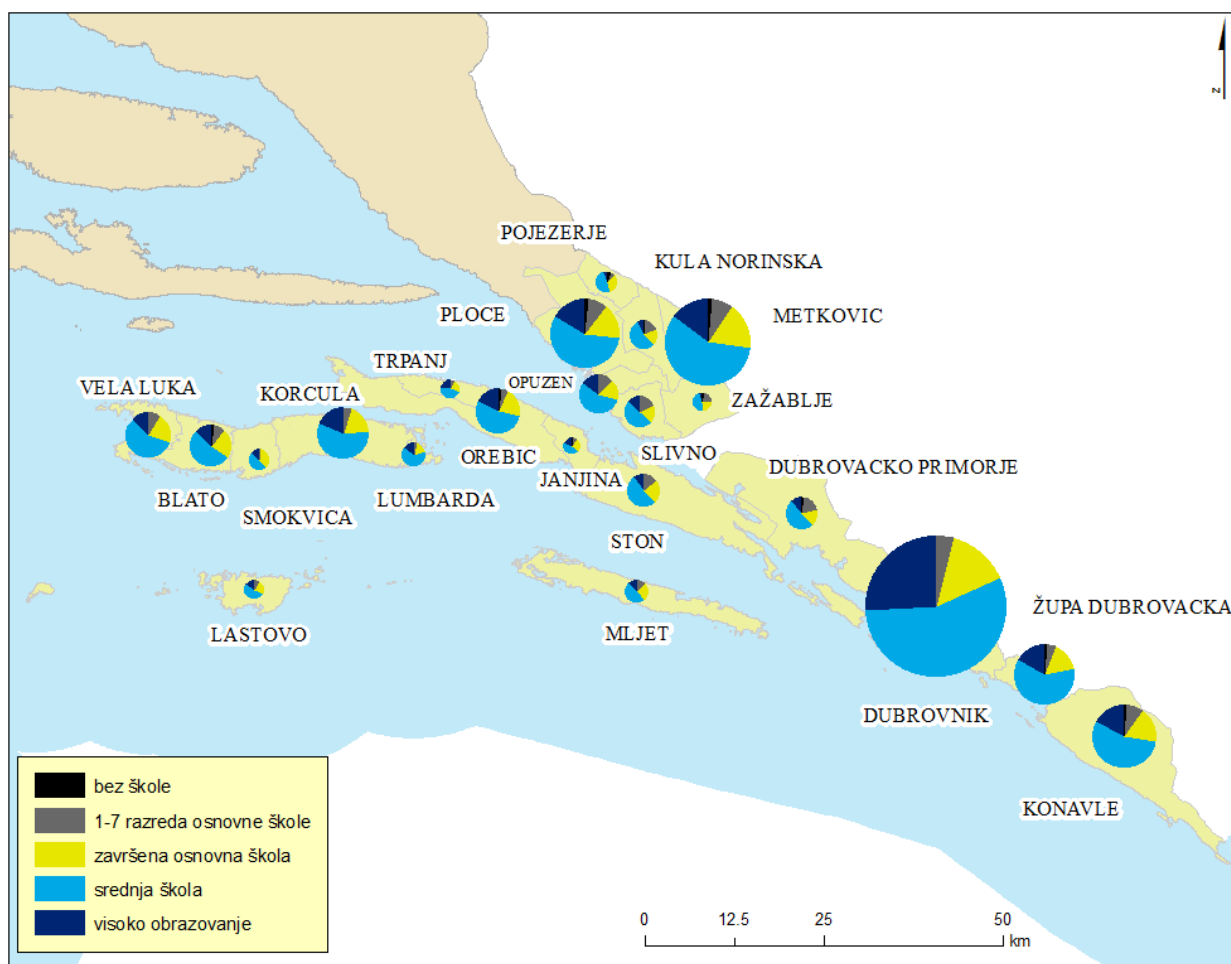 N
POJEZERJE
KULA NORINSKA
PLOCE
METKOVIC
TRPANJ
OPUZEN
VELA LUKA
KORCULA
ZAŽABLJE
OREBIC
SLIVNO
JANJINA
DUBROVACKO PRIMORJE
BLATO
LUMBARDA
SMOKVICA
STON
ŽUPA DUBROVACKA
LASTOVO
MLJET
DUBROVNIK
KONAVLE
bez škole
1-7 razreda osnovne škole
završena osnovna škola
srednja škola
visoko obrazovanje
0 12.5 25 50
km